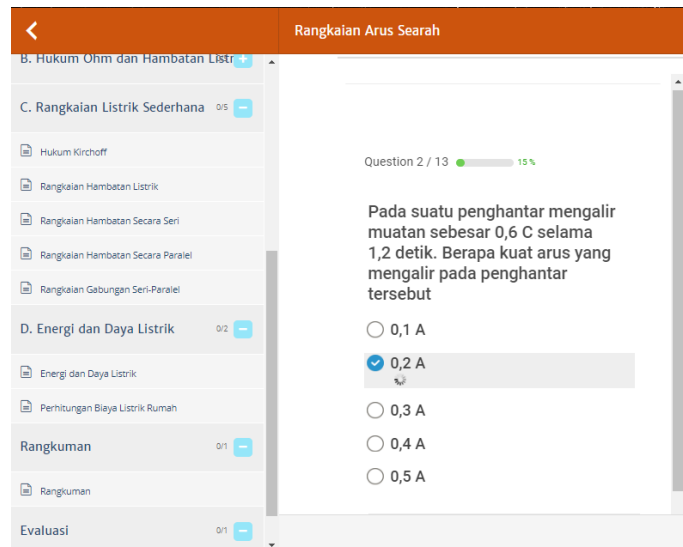 Rangkaian Arus Searah
B. Hukum Ohm dan Hambatan Listr
C. Rangkaian Listrik Sederhana 0/5
Hukum Kirchoff
Rangkaian Hambatan Listrik
Rangkaian Hambatan Secara Seri
Rangkaian Hambatan Secara Paralel
Rangkaian Gabungan Seri-Paralel
D. Energi dan Daya Listrik 0/2
Energi dan Daya Listrik
Perhitungan Biaya Listrik Rumah
Rangkuman 0/1
Rangkuman
Evaluasi 0/1
Question 2 / 13 15 %
Pada suatu penghantar mengalir
muatan sebesar 0,6 C selama
1,2 detik. Berapa kuat arus yang
mengalir pada penghantar
tersebut
0,1 A
0,2 A
0,3 A
0,4 A
0,5 A